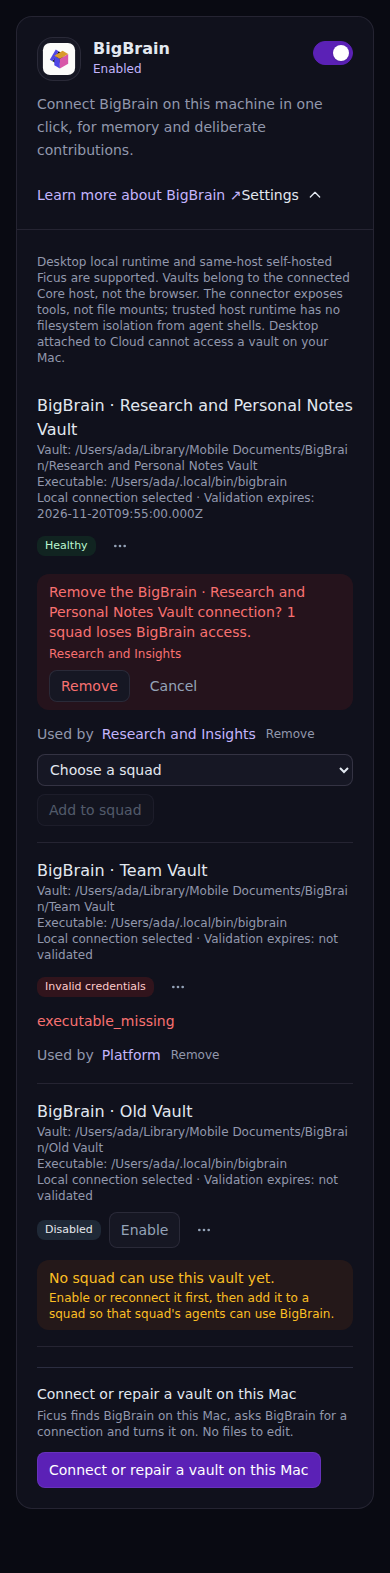 BigBrain
Enabled
Connect BigBrain on this machine in one
click, for memory and deliberate
contributions.
Learn more about BigBrain ↗Settings
Desktop local runtime and same-host self-hosted
Ficus are supported. Vaults belong to the connected
Core host, not the browser. The connector exposes
tools, not file mounts; trusted host runtime has no
filesystem isolation from agent shells. Desktop
attached to Cloud cannot access a vault on your
Mac.
BigBrain · Research and Personal Notes
Vault
Vault: /Users/ada/Library/Mobile Documents/BigBrai
n/Research and Personal Notes Vault
Executable: /Users/ada/.local/bin/bigbrain
Local connection selected · Validation expires:
2026-11-20T09:55:00.000Z
Healthy ···
Remove the BigBrain · Research and
Personal Notes Vault connection? 1
squad loses BigBrain access.
Research and Insights
Remove Cancel
Used by Research and Insights Remove
Choose a squad
Add to squad
BigBrain · Team Vault
Vault: /Users/ada/Library/Mobile Documents/BigBrai
n/Team Vault
Executable: /Users/ada/.local/bin/bigbrain
Local connection selected · Validation expires: not
validated
Invalid credentials ···
executable_missing
Used by Platform Remove
BigBrain · Old Vault
Vault: /Users/ada/Library/Mobile Documents/BigBrai
n/Old Vault
Executable: /Users/ada/.local/bin/bigbrain
Local connection selected · Validation expires: not
validated
Disabled Enable ···
No squad can use this vault yet.
Enable or reconnect it first, then add it to a
squad so that squad's agents can use BigBrain.
Connect or repair a vault on this Mac
Ficus finds BigBrain on this Mac, asks BigBrain for a
connection and turns it on. No files to edit.
Connect or repair a vault on this Mac